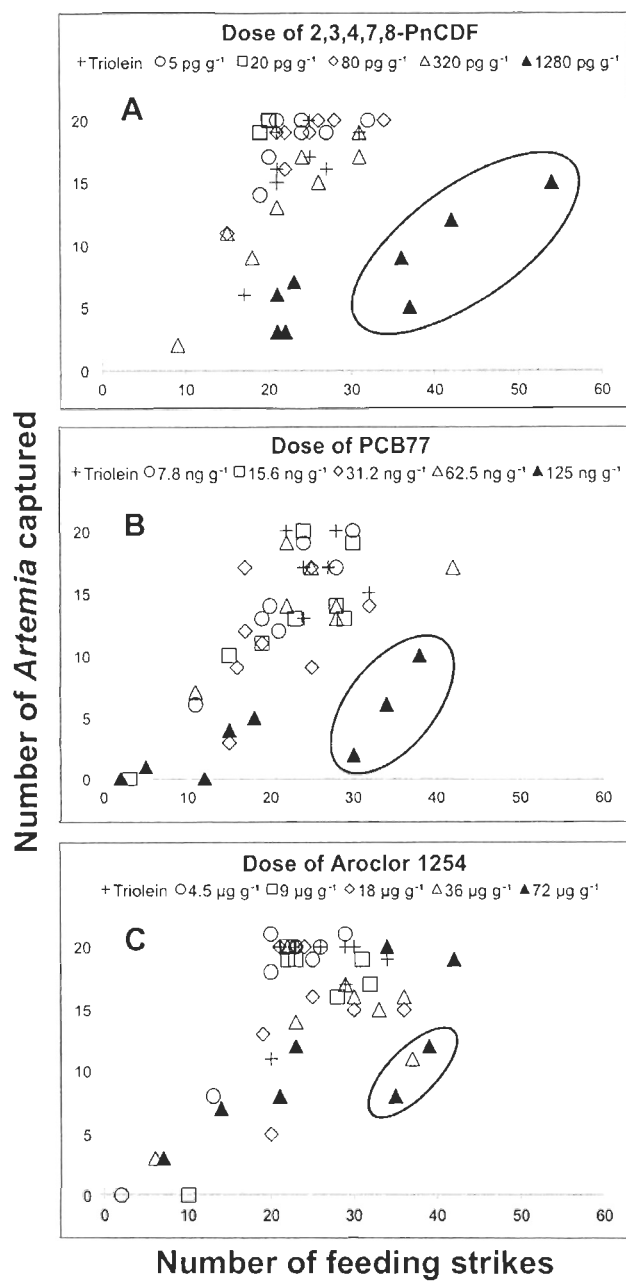 Dose of 2,3,4,7,8-PnCDF
+ Triolein ○ 5 pg g⁻¹ □ 20 pg g⁻¹ ◇ 80 pg g⁻¹ △ 320 pg g⁻¹ ▲ 1280 pg g⁻¹
A
20
15
10
5
0
0 10 20 30 40 50 60
Dose of PCB77
+ Triolein ○ 7.8 ng g⁻¹ □ 15.6 ng g⁻¹ ◇ 31.2 ng g⁻¹ △ 62.5 ng g⁻¹ ▲ 125 ng g⁻¹
B
20
15
10
5
0
0 10 20 30 40 50 60
Dose of Aroclor 1254
+ Triolein ○ 4.5 µg g⁻¹ □ 9 µg g⁻¹ ◇ 18 µg g⁻¹ △ 36 µg g⁻¹ ▲ 72 µg g⁻¹
C
20
15
10
5
0
0 10 20 30 40 50 60
Number of Artemia captured
Number of feeding strikes